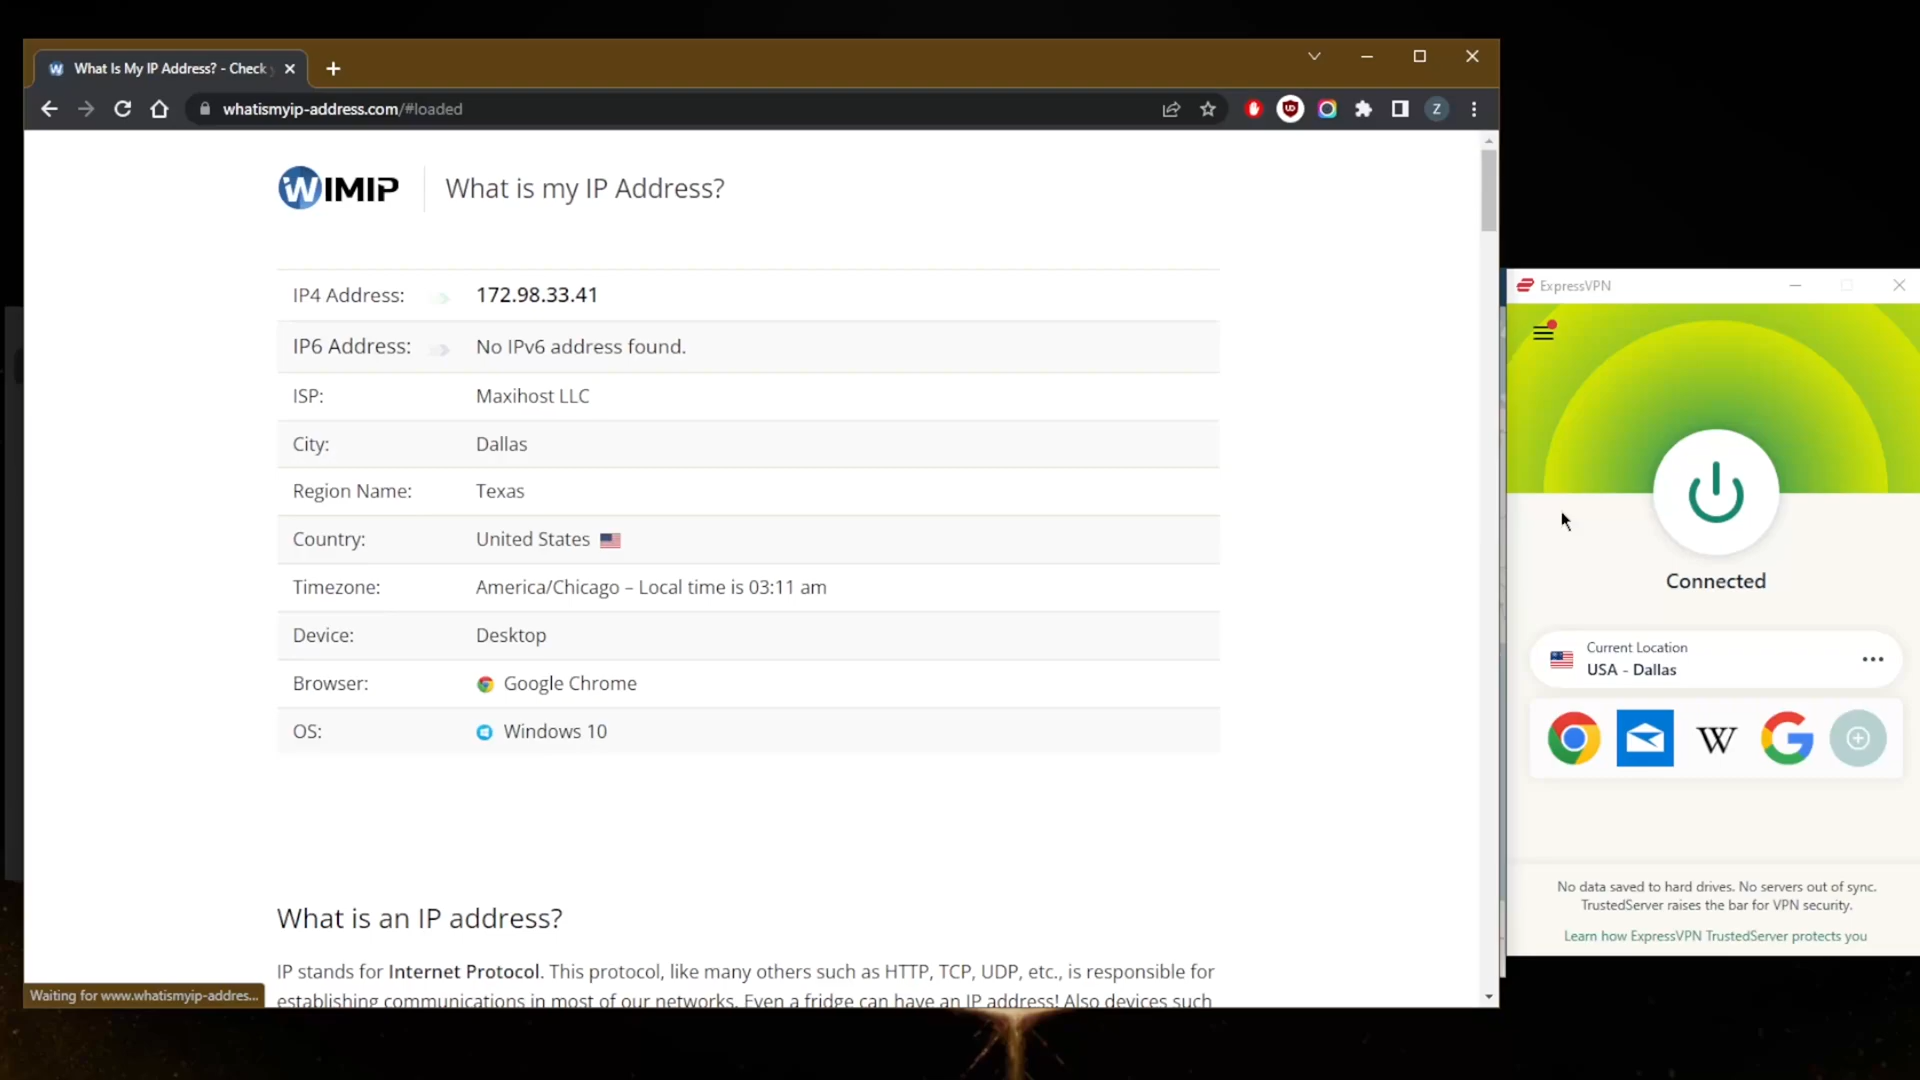 What Is My IP Address? - Check
whatismyip-address.com/#loaded
Z
WIMIP
What is my IP Address?
IP4 Address: 172.98.33.41
IP6 Address: No IPv6 address found.
ISP: Maxihost LLC
City: Dallas
Region Name: Texas
Country: United States
Timezone: America/Chicago – Local time is 03:11 am
Device: Desktop
Browser: Google Chrome
OS: Windows 10
What is an IP address?
IP stands for Internet Protocol. This protocol, like many others such as HTTP, TCP, UDP, etc., is responsible for
establishing communications in most of our networks. Even a fridge can have an IP address! Also devices such
Waiting for www.whatismyip-addres...
ExpressVPN
Connected
Current Location
USA - Dallas
W
No data saved to hard drives. No servers out of sync.
TrustedServer raises the bar for VPN security.
Learn how ExpressVPN TrustedServer protects you